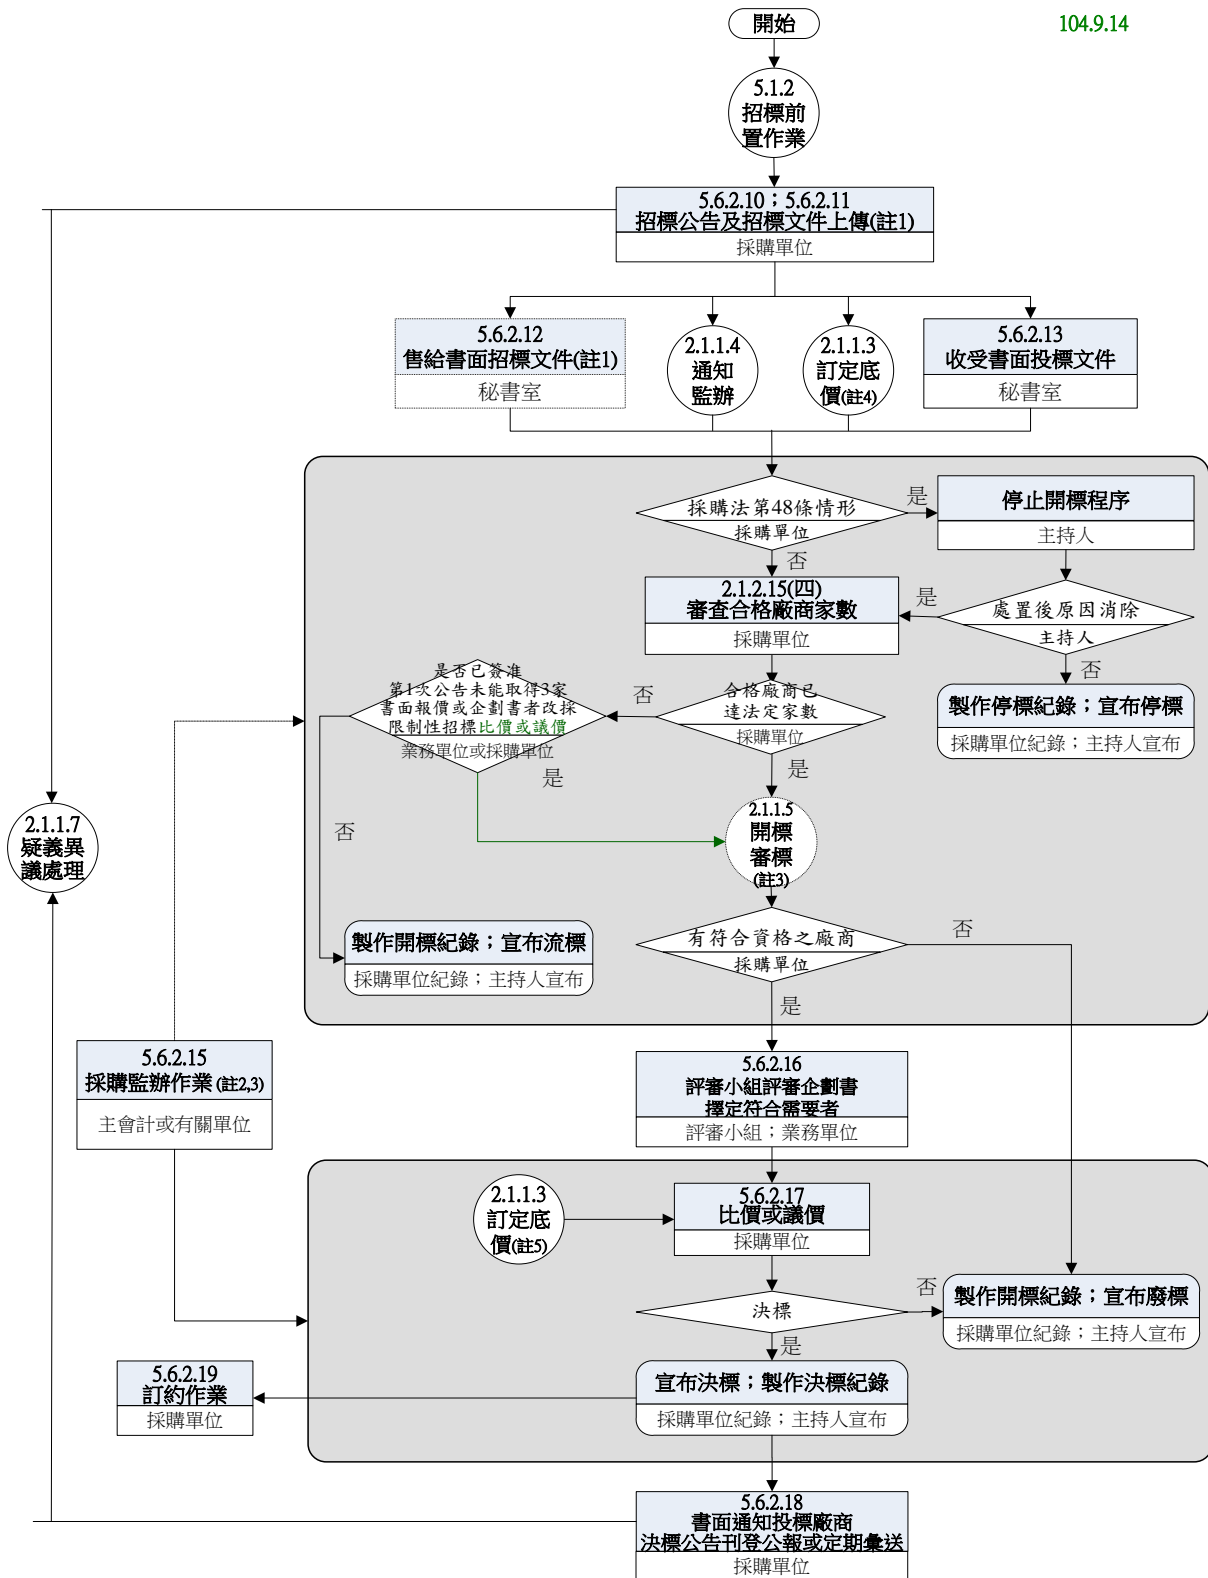 開始
104.9.14
5.1.2
招標前
置作業
5.6.2.10；5.6.2.11
招標公告及招標文件上傳(註1)
採購單位
5.6.2.12
售給書面招標文件(註1)
秘書室
2.1.1.4
通知
監辦
2.1.1.3
訂定底
價(註4)
5.6.2.13
收受書面投標文件
秘書室
採購法第48條情形
採購單位
是
停止開標程序
主持人
否
2.1.2.15(四)
審查合格廠商家數
採購單位
是
處置後原因消除
主持人
否
製作停標紀錄；宣布停標
採購單位紀錄；主持人宣布
是否已簽准
第1次公告未能取得3家
書面報價或企劃書者改採
限制性招標比價或議價
業務單位或採購單位
否
合格廠商已
達法定家數
採購單位
是
是
否
2.1.1.5
開標
審標
(註3)
2.1.1.7
疑義異
議處理
製作開標紀錄；宣布流標
採購單位紀錄；主持人宣布
有符合資格之廠商
採購單位
否
是
5.6.2.15
採購監辦作業(註2,3)
主會計或有關單位
5.6.2.16
評審小組評審企劃書
擇定符合需要者
評審小組；業務單位
2.1.1.3
訂定底
價(註5)
5.6.2.17
比價或議價
採購單位
決標
否
製作開標紀錄；宣布廢標
採購單位紀錄；主持人宣布
是
5.6.2.19
訂約作業
採購單位
宣布決標；製作決標紀錄
採購單位紀錄；主持人宣布
5.6.2.18
書面通知投標廠商
決標公告刊登公報或定期彙送
採購單位